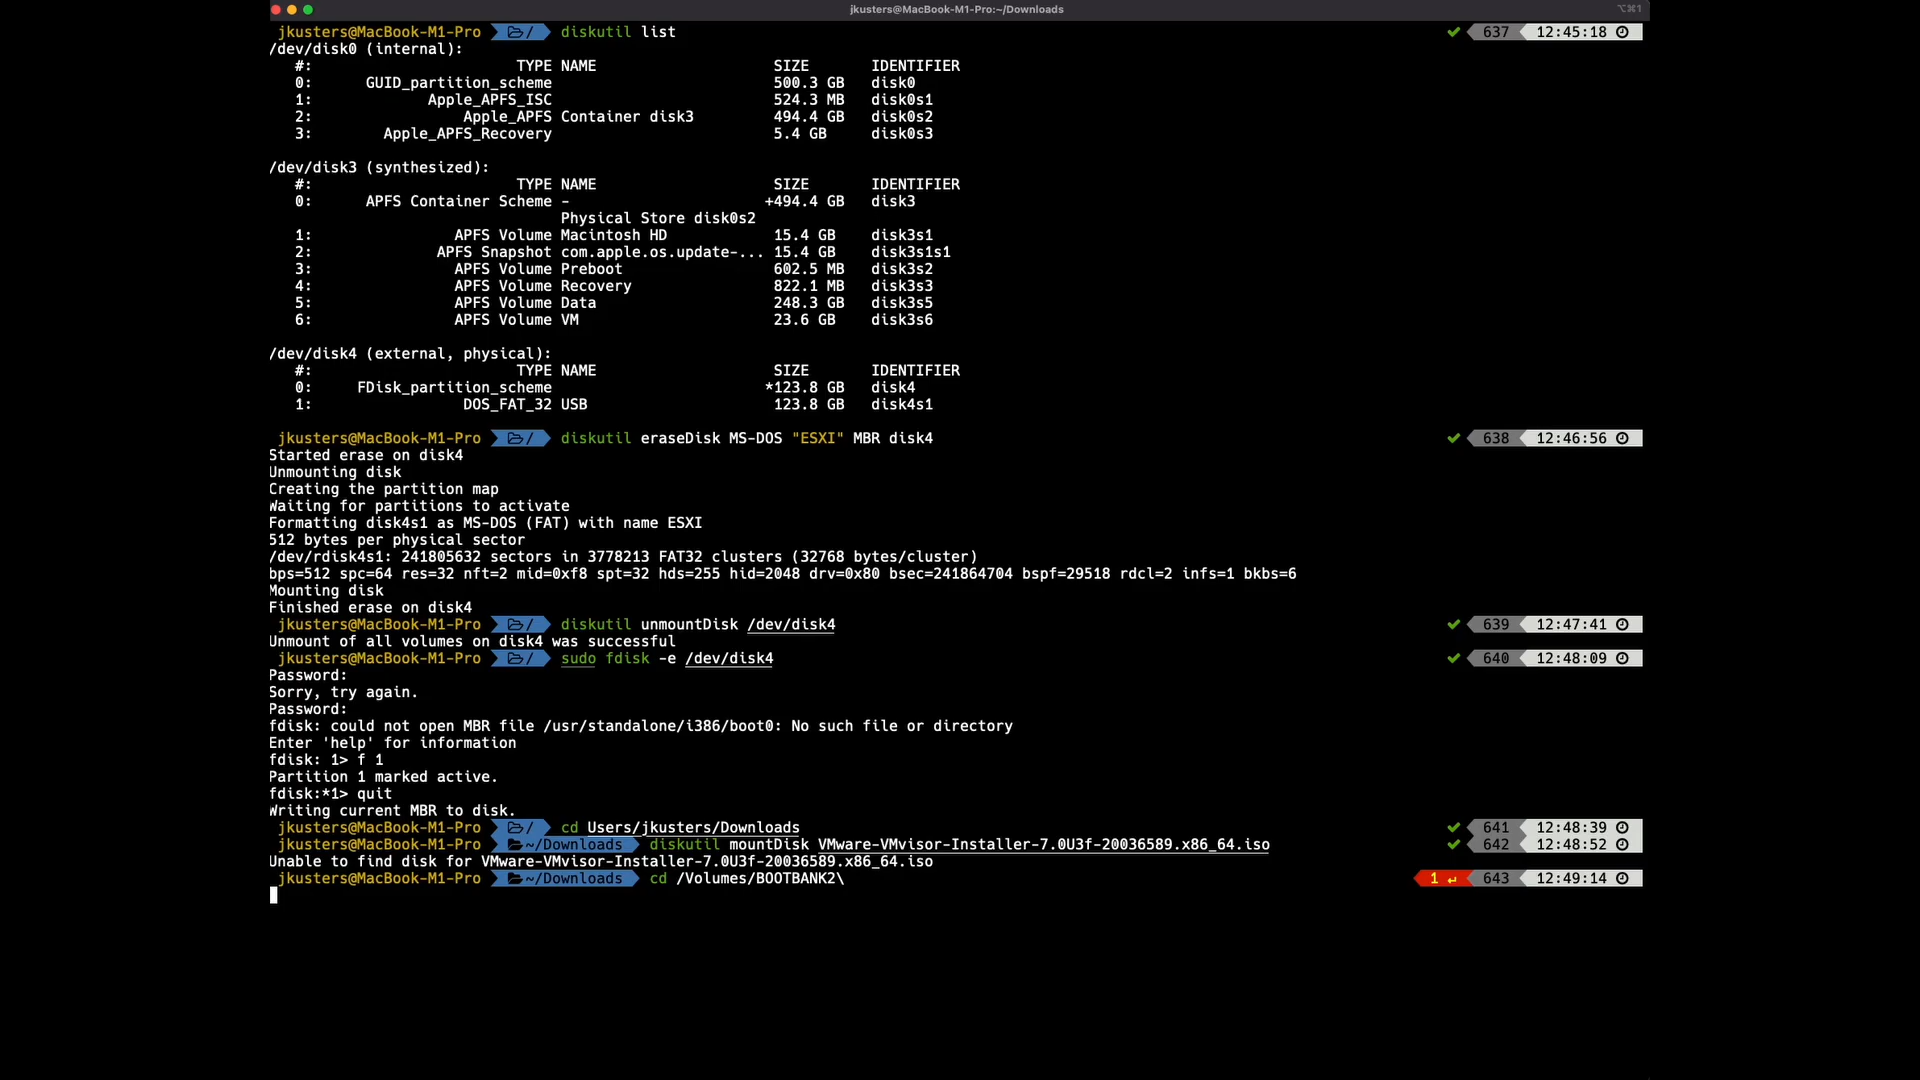 jkusters@MacBook-M1-Pro:~/Downloads ⌥⌘1
jkusters@MacBook-M1-Pro / diskutil list ✔ 637 12:45:18
/dev/disk0 (internal):
#: TYPE NAME SIZE IDENTIFIER
0: GUID_partition_scheme 500.3 GB disk0
1: Apple_APFS_ISC 524.3 MB disk0s1
2: Apple_APFS Container disk3 494.4 GB disk0s2
3: Apple_APFS_Recovery 5.4 GB disk0s3
/dev/disk3 (synthesized):
#: TYPE NAME SIZE IDENTIFIER
0: APFS Container Scheme - +494.4 GB disk3
Physical Store disk0s2
1: APFS Volume Macintosh HD 15.4 GB disk3s1
2: APFS Snapshot com.apple.os.update-... 15.4 GB disk3s1s1
3: APFS Volume Preboot 602.5 MB disk3s2
4: APFS Volume Recovery 822.1 MB disk3s3
5: APFS Volume Data 248.3 GB disk3s5
6: APFS Volume VM 23.6 GB disk3s6
/dev/disk4 (external, physical):
#: TYPE NAME SIZE IDENTIFIER
0: FDisk_partition_scheme *123.8 GB disk4
1: DOS_FAT_32 USB 123.8 GB disk4s1
jkusters@MacBook-M1-Pro / diskutil eraseDisk MS-DOS "ESXI" MBR disk4 ✔ 638 12:46:56
Started erase on disk4
Unmounting disk
Creating the partition map
Waiting for partitions to activate
Formatting disk4s1 as MS-DOS (FAT) with name ESXI
512 bytes per physical sector
/dev/rdisk4s1: 241805632 sectors in 3778213 FAT32 clusters (32768 bytes/cluster)
bps=512 spc=64 res=32 nft=2 mid=0xf8 spt=32 hds=255 hid=2048 drv=0x80 bsec=241864704 bspf=29518 rdcl=2 infs=1 bkbs=6
Mounting disk
Finished erase on disk4
jkusters@MacBook-M1-Pro / diskutil unmountDisk /dev/disk4 ✔ 639 12:47:41
Unmount of all volumes on disk4 was successful
jkusters@MacBook-M1-Pro / sudo fdisk -e /dev/disk4 ✔ 640 12:48:09
Password:
Sorry, try again.
Password:
fdisk: could not open MBR file /usr/standalone/i386/boot0: No such file or directory
Enter 'help' for information
fdisk: 1> f 1
Partition 1 marked active.
fdisk:*1> quit
Writing current MBR to disk.
jkusters@MacBook-M1-Pro / cd Users/jkusters/Downloads ✔ 641 12:48:39
jkusters@MacBook-M1-Pro ~/Downloads diskutil mountDisk VMware-VMvisor-Installer-7.0U3f-20036589.x86_64.iso ✔ 642 12:48:52
Unable to find disk for VMware-VMvisor-Installer-7.0U3f-20036589.x86_64.iso
jkusters@MacBook-M1-Pro ~/Downloads cd /Volumes/BOOTBANK2\ 1 ↵ 643 12:49:14